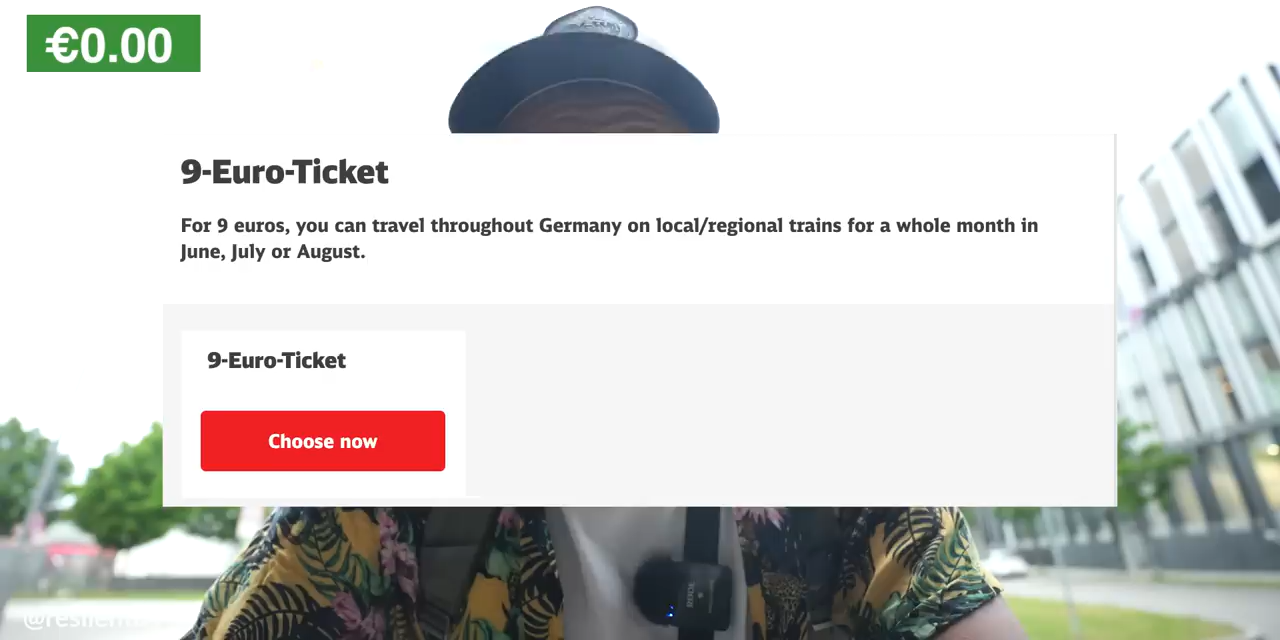 €0.00
9-Euro-Ticket
For 9 euros, you can travel throughout Germany on local/regional trains for a whole month in
June, July or August.
9-Euro-Ticket
Choose now
RODE